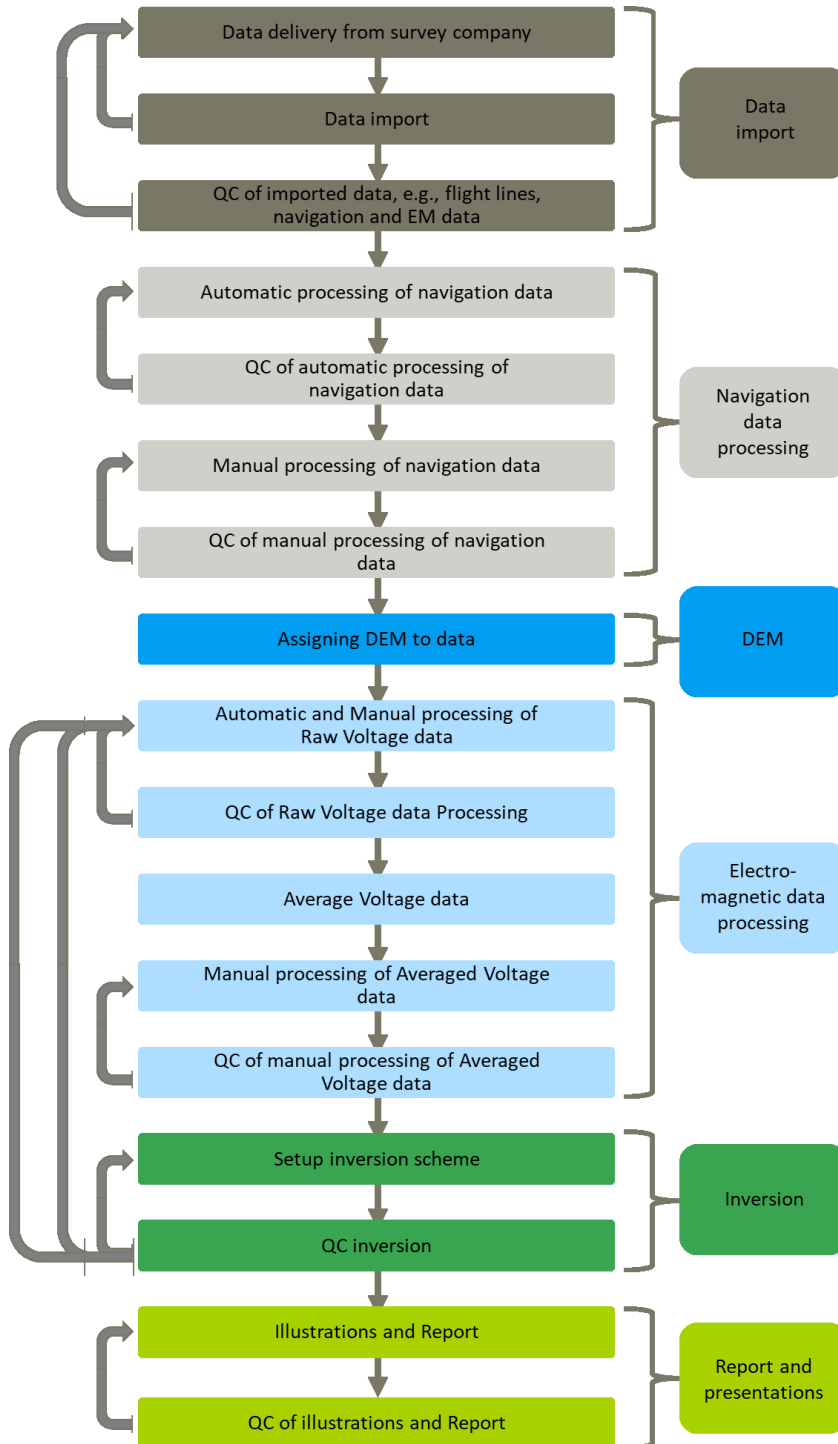 Data delivery from survey company
Data import
QC of imported data, e.g., flight lines,
navigation and EM data
Data
import
Automatic processing of navigation data
QC of automatic processing of
navigation data
Manual processing of navigation data
QC of manual processing of navigation
data
Navigation
data
processing
Assigning DEM to data
DEM
Automatic and Manual processing of
Raw Voltage data
QC of Raw Voltage data Processing
Average Voltage data
Manual processing of Averaged Voltage
data
QC of manual processing of Averaged
Voltage data
Electro-
magnetic data
processing
Setup inversion scheme
QC inversion
Inversion
Illustrations and Report
QC of illustrations and Report
Report and
presentations